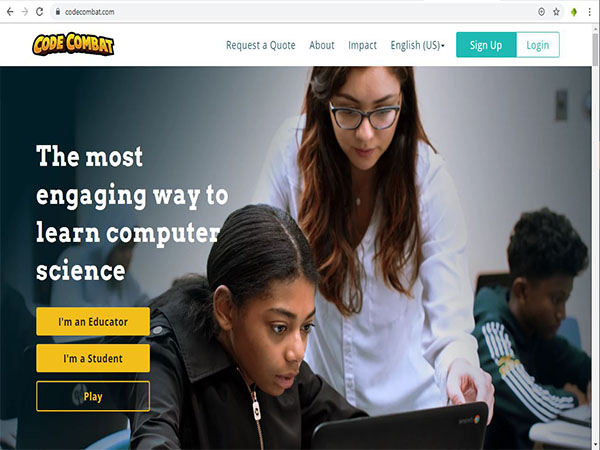 codecombat.com
CODE COMBAT
Request a Quote About Impact English (US)
Sign Up Login
The most
engaging way to
learn computer
science
I'm an Educator
I'm a Student
Play